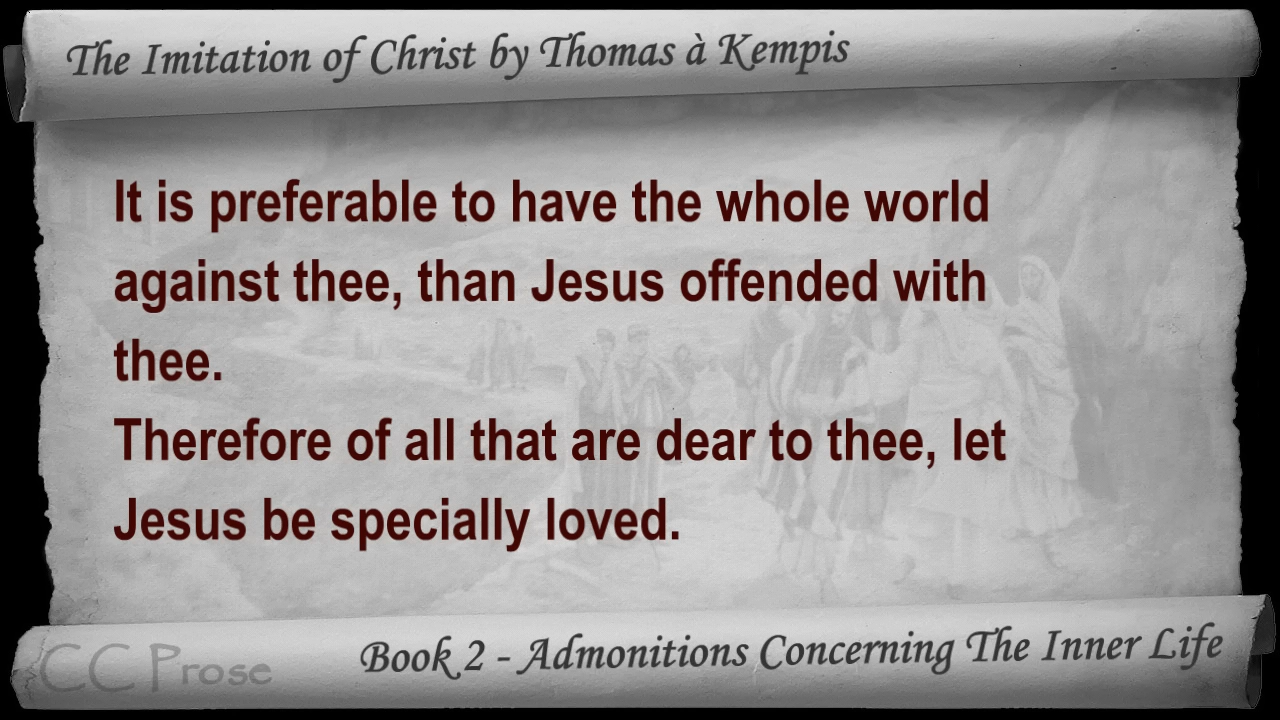 The Imitation of Christ by Thomas à Kempis
It is preferable to have the whole world
against thee, than Jesus offended with
thee.
Therefore of all that are dear to thee, let
Jesus be specially loved.
CC Prose
Book 2 - Admonitions Concerning The Inner Life